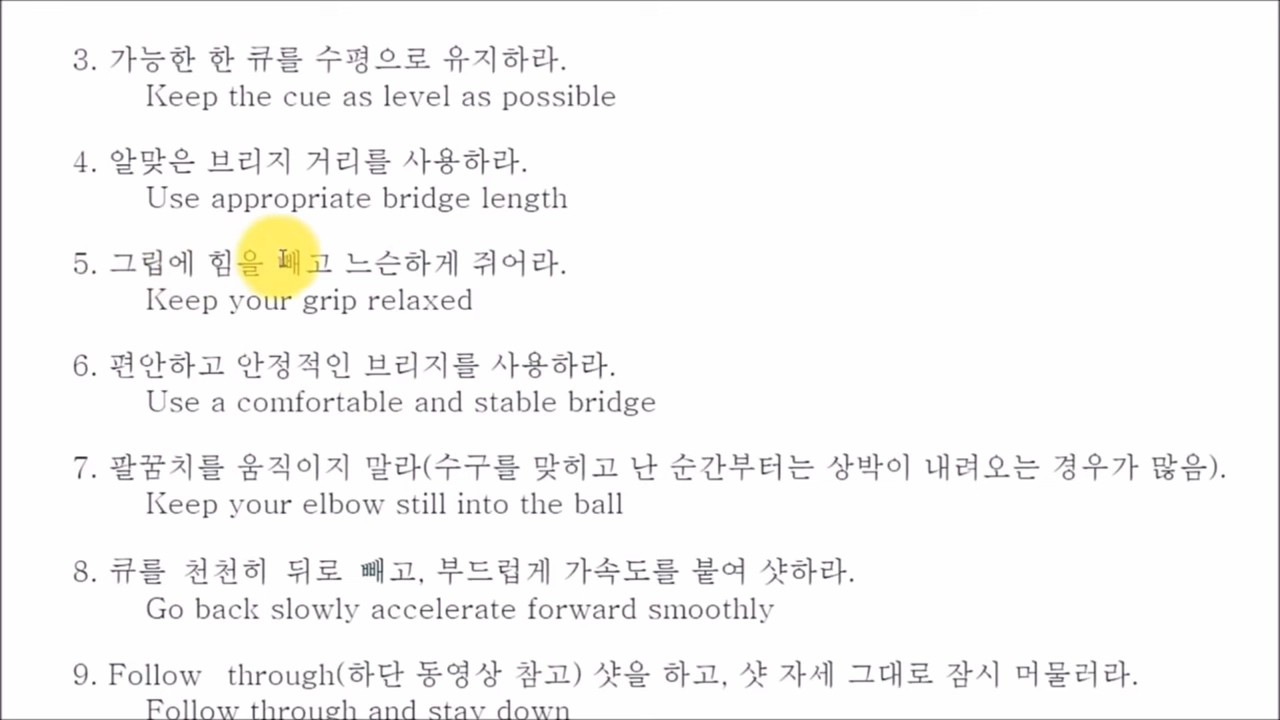 3. 가능한 한 큐를 수평으로 유지하라.
Keep the cue as level as possible
4. 알맞은 브리지 거리를 사용하라.
Use appropriate bridge length
5. 그립에 힘을 빼고 느슨하게 쥐어라.
Keep your grip relaxed
6. 편안하고 안정적인 브리지를 사용하라.
Use a comfortable and stable bridge
7. 팔꿈치를 움직이지 말라(수구를 맞히고 난 순간부터는 상박이 내려오는 경우가 많음).
Keep your elbow still into the ball
8. 큐를 천천히 뒤로 빼고, 부드럽게 가속도를 붙여 샷하라.
Go back slowly accelerate forward smoothly
9. Follow through(하단 동영상 참고) 샷을 하고, 샷 자세 그대로 잠시 머물러라.
Follow through and stay down